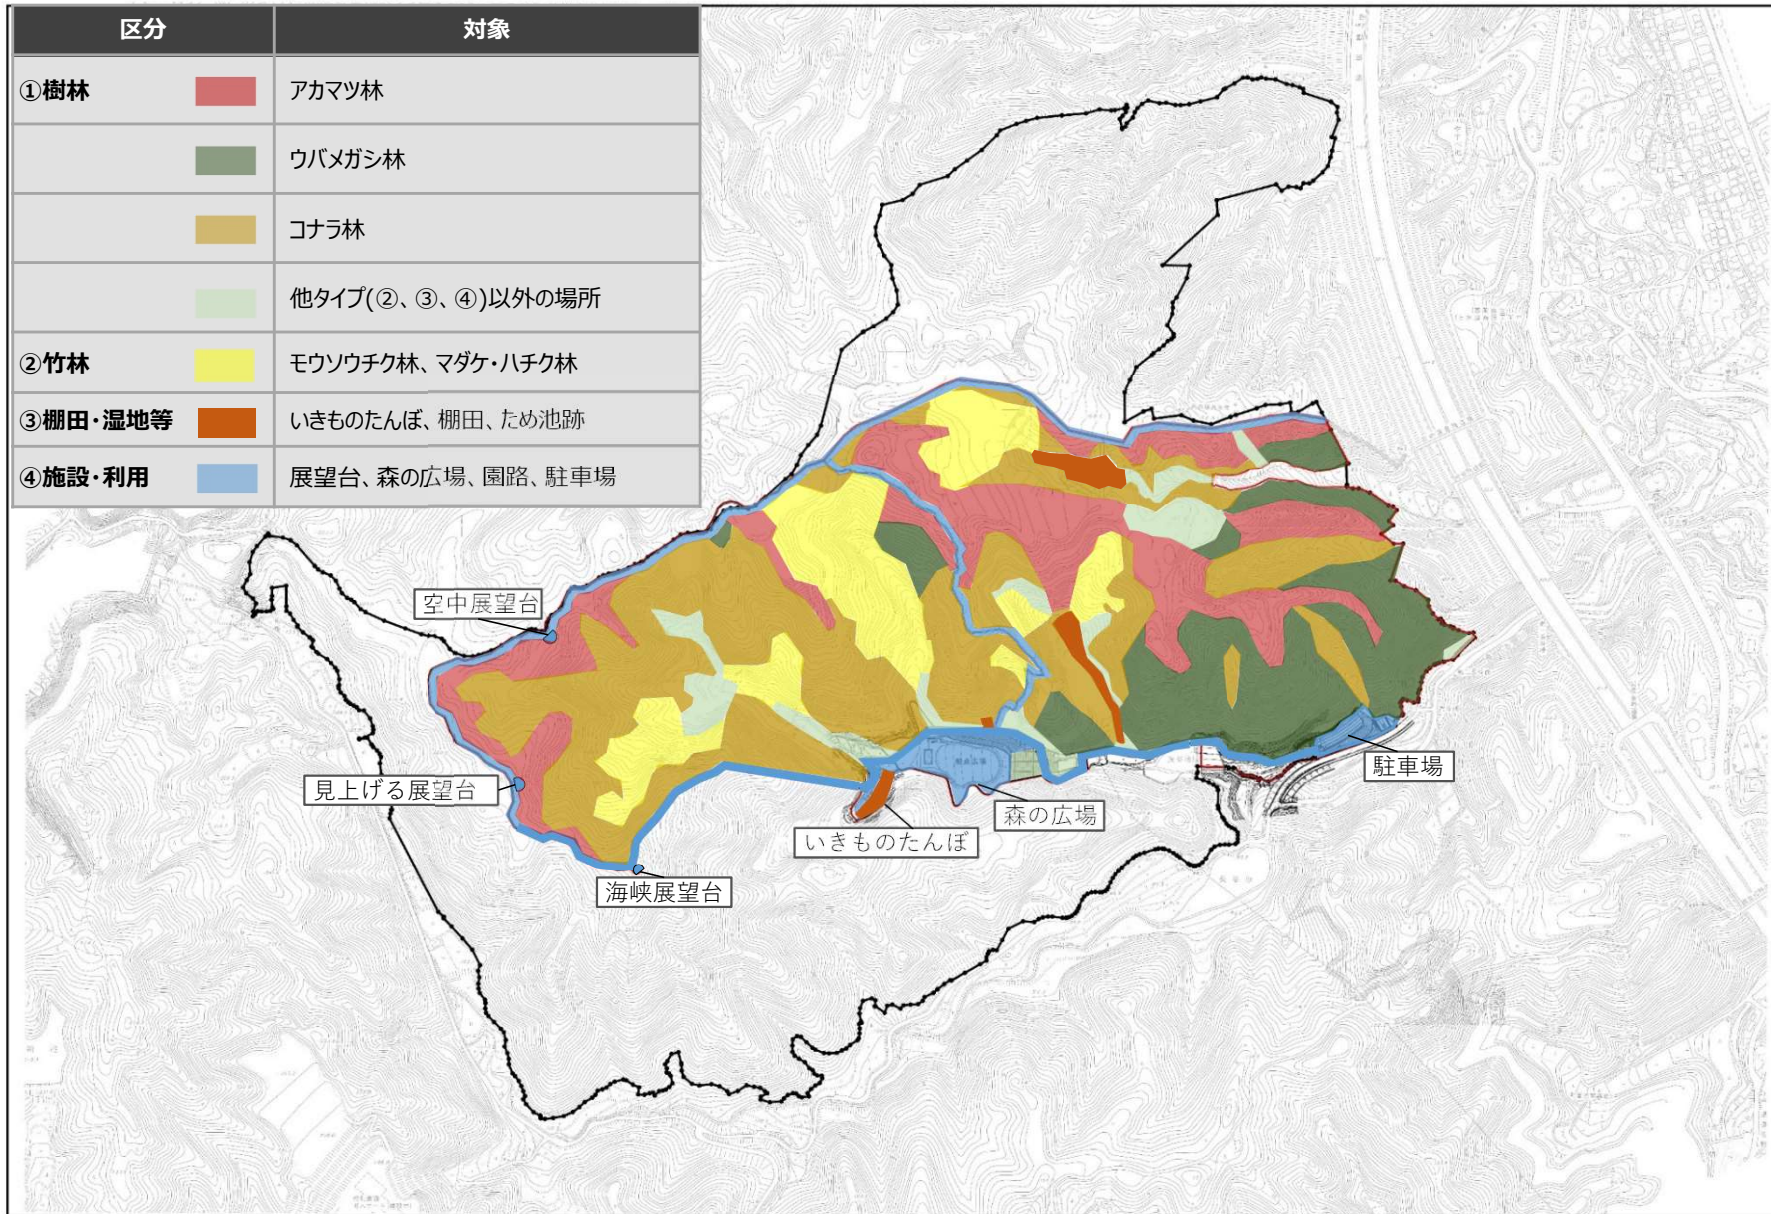 区分 対象
①樹林 アカマツ林
ウバメガシ林
コナラ林
他タイプ(②、③、④)以外の場所
②竹林 モウソウチク林、マダケ・ハチク林
③棚田・湿地等 いきものたんぼ、棚田、ため池跡
④施設・利用 展望台、森の広場、園路、駐車場
空中展望台
見上げる展望台
海峡展望台
いきものたんぼ
森の広場
駐車場